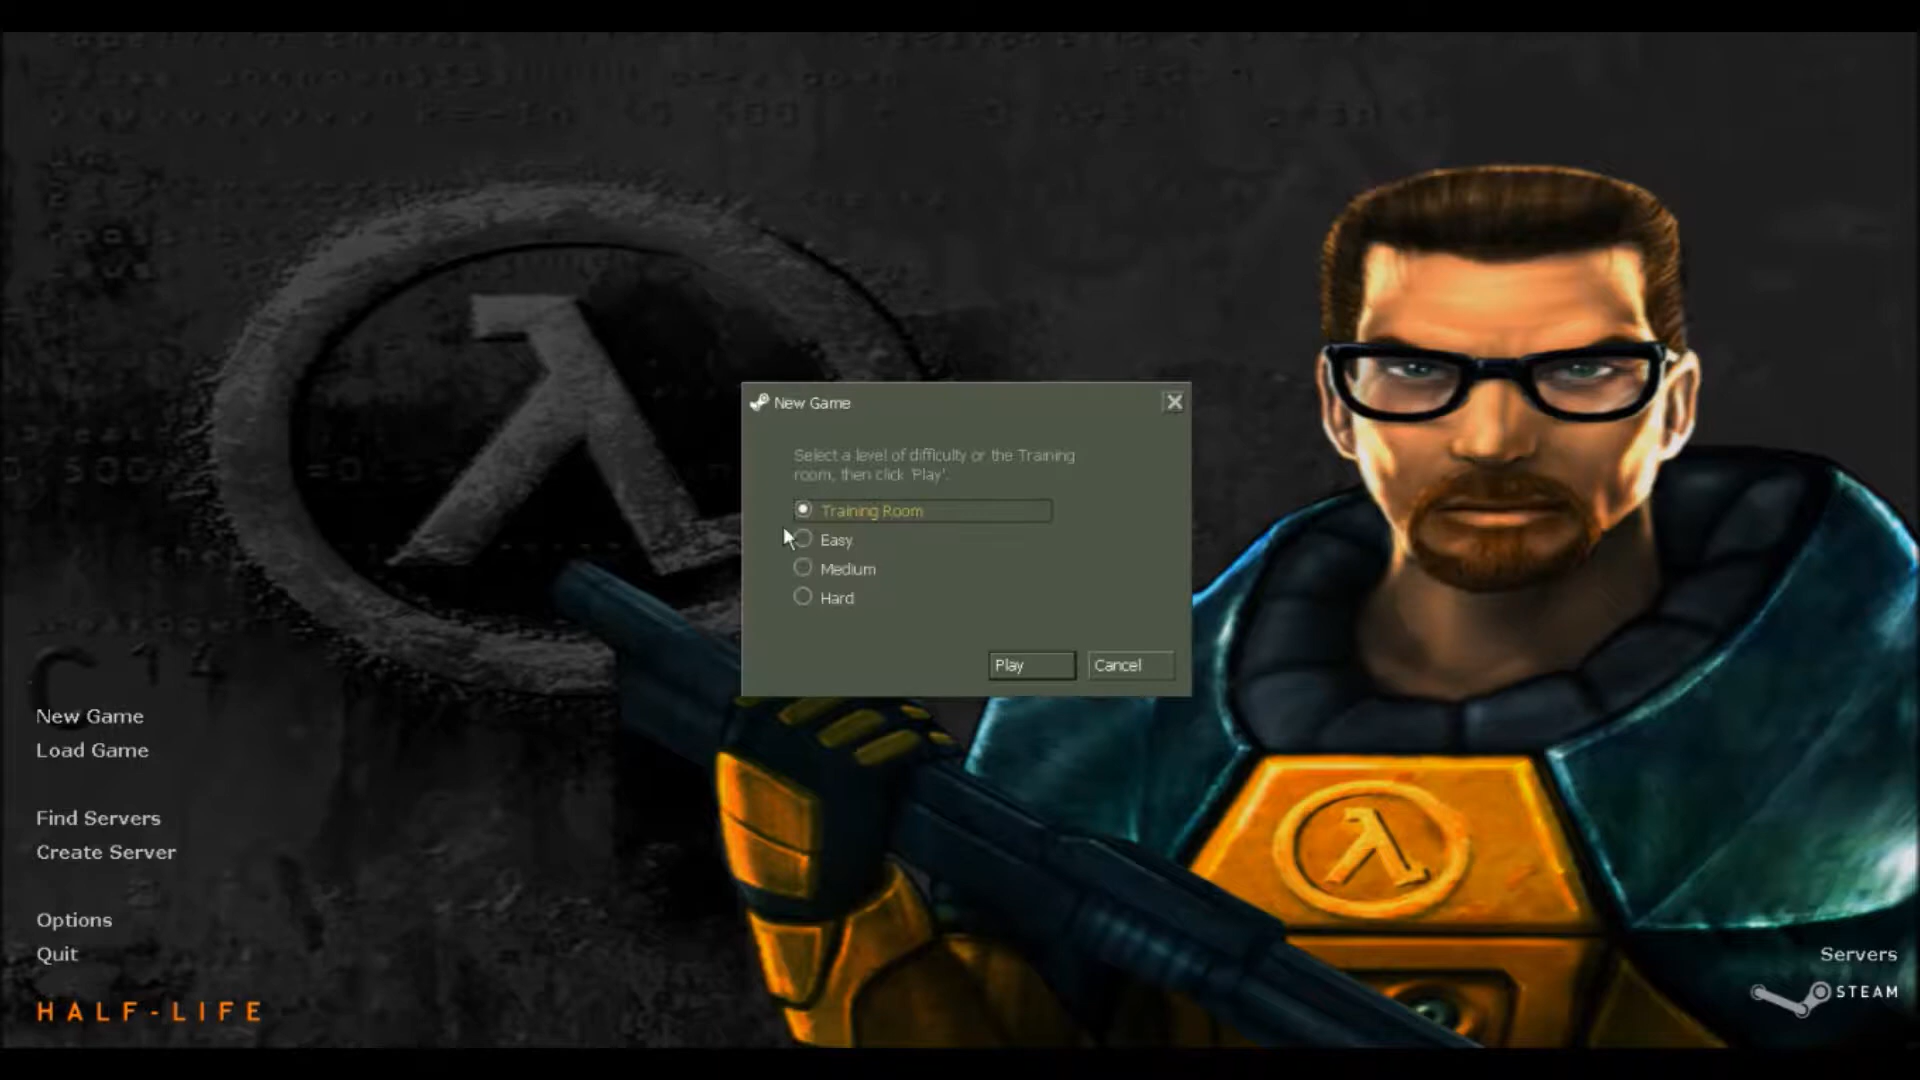 New Game
Select a level of difficulty or the Training
room, then click 'Play'.
Training Room
Easy
Medium
Hard
Play
Cancel
New Game
Load Game
Find Servers
Create Server
Options
Quit
HALF-LIFE
Servers
STEAM